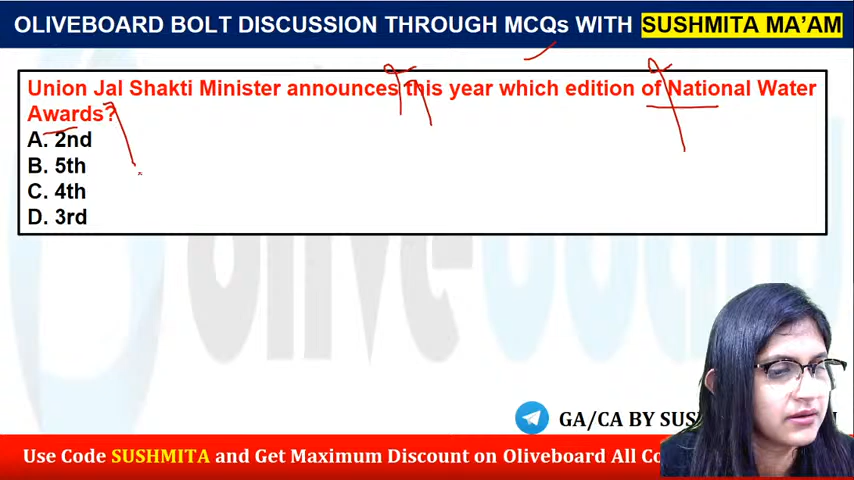 OLIVEBOARD BOLT DISCUSSION THROUGH MCQs WITH SUSHMITA MA'AM
Union Jal Shakti Minister announces this year which edition of National Water
Awards?
A. 2nd
B. 5th
C. 4th
D. 3rd
olive
GA/CA BY
Use Code SUSHMITA and Get Maximum Discount on Oliveboard All